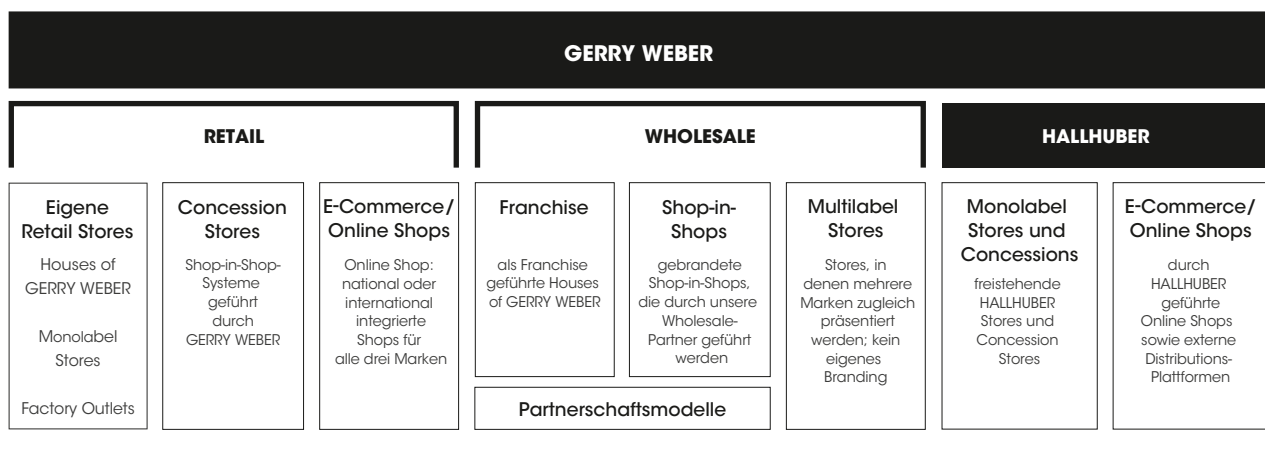 GERRY WEBER
RETAIL
WHOLESALE
HALLHUBER
Eigene
Retail Stores
Houses of
GERRY WEBER
Monolabel
Stores
Factory Outlets
Concession
Stores
Shop-in-Shop-
Systeme
geführt
durch
GERRY WEBER
E-Commerce/
Online Shops
Online Shop:
national oder
international
integrierte
Shops für
alle drei Marken
Franchise
als Franchise
geführte Houses
of GERRY WEBER
Shop-in-
Shops
gebrandete
Shop-in-Shops,
die durch unsere
Wholesale-
Partner geführt
werden
Partnerschaftsmodelle
Multilabel
Stores
Stores, in
denen mehrere
Marken zugleich
präsentiert
werden; kein
eigenes
Branding
Monolabel
Stores und
Concessions
freistehende
HALLHUBER
Stores und
Concession
Stores
E-Commerce/
Online Shops
durch
HALLHUBER
geführte
Online Shops
sowie externe
Distributions-
Plattformen